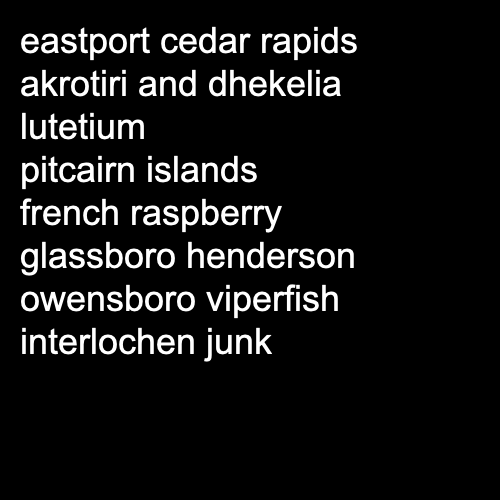 eastport cedar rapids
akrotiri and dhekelia
lutetium
pitcairn islands
french raspberry
glassboro henderson
owensboro viperfish
interlochen junk